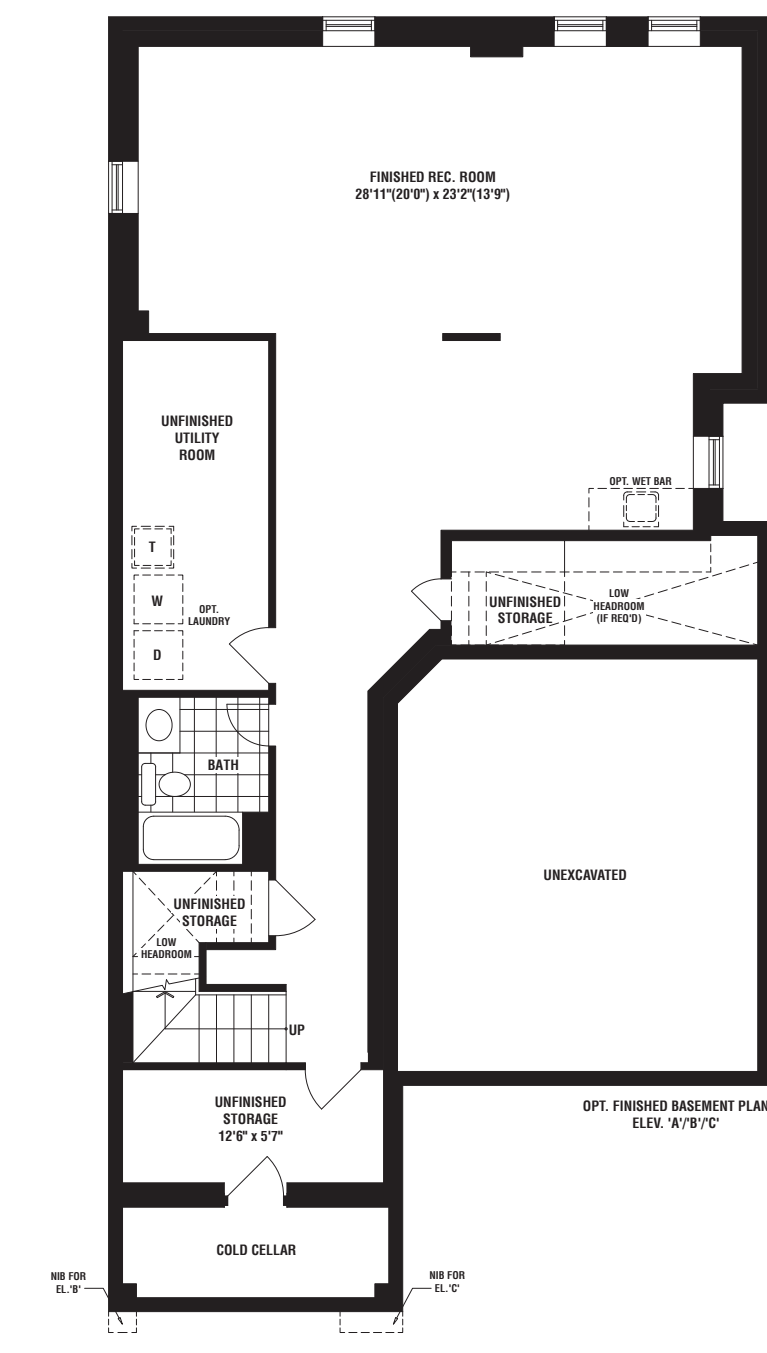 FINISHED REC. ROOM
28'11"(20'0") x 23'2"(13'9")
UNFINISHED
UTILITY
ROOM
OPT. WET BAR
T
W
OPT.
LAUNDRY
D
UNFINISHED
STORAGE
LOW
HEADROOM
(IF REQ'D)
BATH
UNEXCAVATED
UNFINISHED
STORAGE
LOW
HEADROOM
UP
UNFINISHED
STORAGE
12'6" x 5'7"
OPT. FINISHED BASEMENT PLAN
ELEV. 'A'/'B'/'C'
COLD CELLAR
NIB FOR
EL.'B'
NIB FOR
EL.'C'